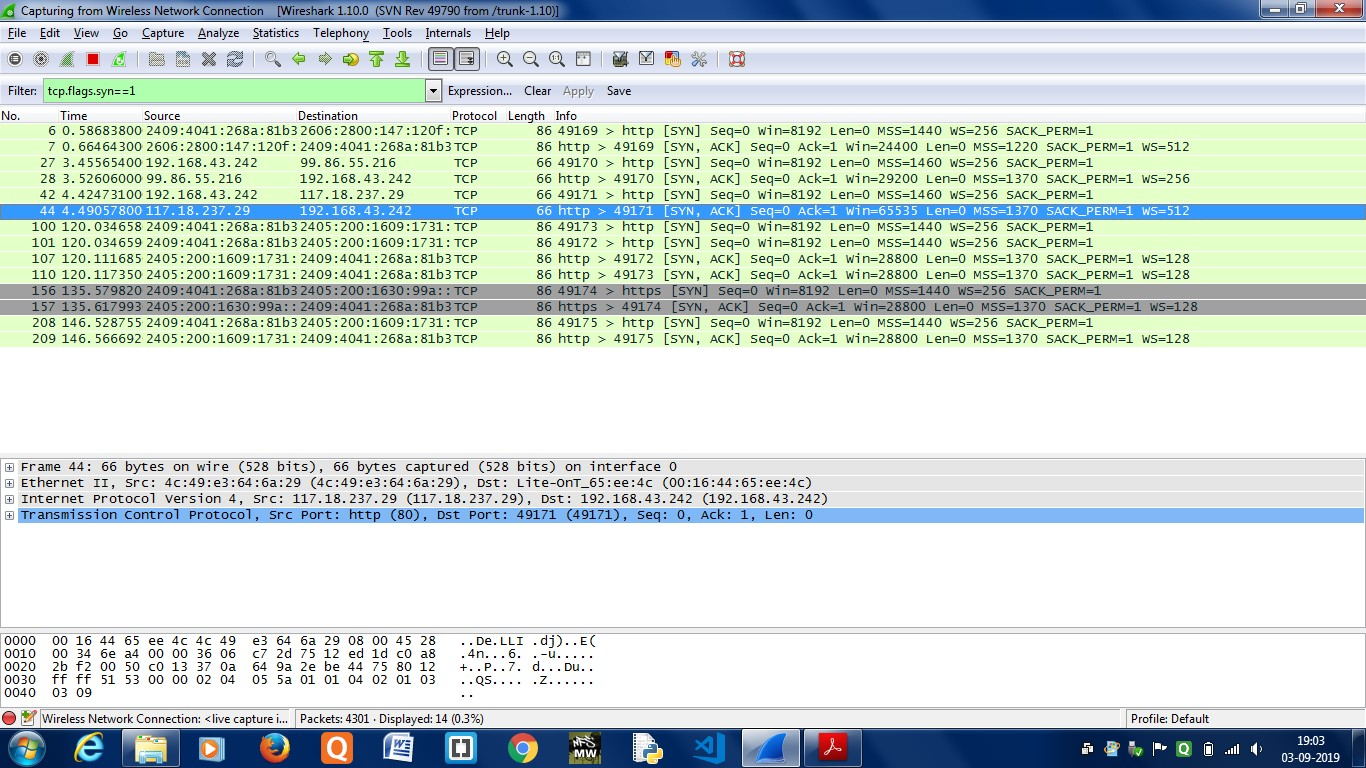 Capturing from Wireless Network Connection [Wireshark 1.10.0 (SVN Rev 49790 from /trunk-1.10)]
File Edit View Go Capture Analyze Statistics Telephony Tools Internals Help
Filter: tcp.flags.syn==1 Expression... Clear Apply Save
No. Time Source Destination Protocol Length Info
6 0.58683800 2409:4041:268a:81b3 2606:2800:147:120f: TCP 86 49169 > http [SYN] Seq=0 Win=8192 Len=0 MSS=1440 WS=256 SACK_PERM=1
7 0.66464300 2606:2800:147:120f: 2409:4041:268a:81b3 TCP 86 http > 49169 [SYN, ACK] Seq=0 Ack=1 Win=24400 Len=0 MSS=1220 SACK_PERM=1 WS=512
27 3.45565400 192.168.43.242 99.86.55.216 TCP 66 49170 > http [SYN] Seq=0 Win=8192 Len=0 MSS=1460 WS=256 SACK_PERM=1
28 3.52606000 99.86.55.216 192.168.43.242 TCP 66 http > 49170 [SYN, ACK] Seq=0 Ack=1 Win=29200 Len=0 MSS=1370 SACK_PERM=1 WS=256
42 4.42473100 192.168.43.242 117.18.237.29 TCP 66 49171 > http [SYN] Seq=0 Win=8192 Len=0 MSS=1460 WS=256 SACK_PERM=1
44 4.49057800 117.18.237.29 192.168.43.242 TCP 66 http > 49171 [SYN, ACK] Seq=0 Ack=1 Win=65535 Len=0 MSS=1370 SACK_PERM=1 WS=512
100 120.034658 2409:4041:268a:81b3 2405:200:1609:1731: TCP 86 49173 > http [SYN] Seq=0 Win=8192 Len=0 MSS=1440 WS=256 SACK_PERM=1
101 120.034659 2409:4041:268a:81b3 2405:200:1609:1731: TCP 86 49172 > http [SYN] Seq=0 Win=8192 Len=0 MSS=1440 WS=256 SACK_PERM=1
107 120.111685 2405:200:1609:1731: 2409:4041:268a:81b3 TCP 86 http > 49172 [SYN, ACK] Seq=0 Ack=1 Win=28800 Len=0 MSS=1370 SACK_PERM=1 WS=128
110 120.117350 2405:200:1609:1731: 2409:4041:268a:81b3 TCP 86 http > 49173 [SYN, ACK] Seq=0 Ack=1 Win=28800 Len=0 MSS=1370 SACK_PERM=1 WS=128
156 135.579820 2409:4041:268a:81b3 2405:200:1630:99a:: TCP 86 49174 > https [SYN] Seq=0 Win=8192 Len=0 MSS=1440 WS=256 SACK_PERM=1
157 135.617993 2405:200:1630:99a:: 2409:4041:268a:81b3 TCP 86 https > 49174 [SYN, ACK] Seq=0 Ack=1 Win=28800 Len=0 MSS=1370 SACK_PERM=1 WS=128
208 146.528755 2409:4041:268a:81b3 2405:200:1609:1731: TCP 86 49175 > http [SYN] Seq=0 Win=8192 Len=0 MSS=1440 WS=256 SACK_PERM=1
209 146.566692 2405:200:1609:1731: 2409:4041:268a:81b3 TCP 86 http > 49175 [SYN, ACK] Seq=0 Ack=1 Win=28800 Len=0 MSS=1370 SACK_PERM=1 WS=128
Frame 44: 66 bytes on wire (528 bits), 66 bytes captured (528 bits) on interface 0
Ethernet II, Src: 4c:49:e3:64:6a:29 (4c:49:e3:64:6a:29), Dst: Lite-OnT_65:ee:4c (00:16:44:65:ee:4c)
Internet Protocol Version 4, Src: 117.18.237.29 (117.18.237.29), Dst: 192.168.43.242 (192.168.43.242)
Transmission Control Protocol, Src Port: http (80), Dst Port: 49171 (49171), Seq: 0, Ack: 1, Len: 0
0000 00 16 44 65 ee 4c 4c 49 e3 64 6a 29 08 00 45 28 ..De.LLI .dj)..E(
0010 00 34 6e a4 00 00 36 06 c7 2d 75 12 ed 1d c0 a8 .4n...6. .-u.....
0020 2b f2 00 50 c0 13 37 0a 64 9a 2e be 44 75 80 12 +..P..7. d...Du..
0030 ff ff 51 53 00 00 02 04 05 5a 01 01 04 02 01 03 ..QS.... .Z......
0040 03 09 ..
Wireless Network Connection: <live capture i... Packets: 4301 · Displayed: 14 (0.3%) Profile: Default
19:03
03-09-2019